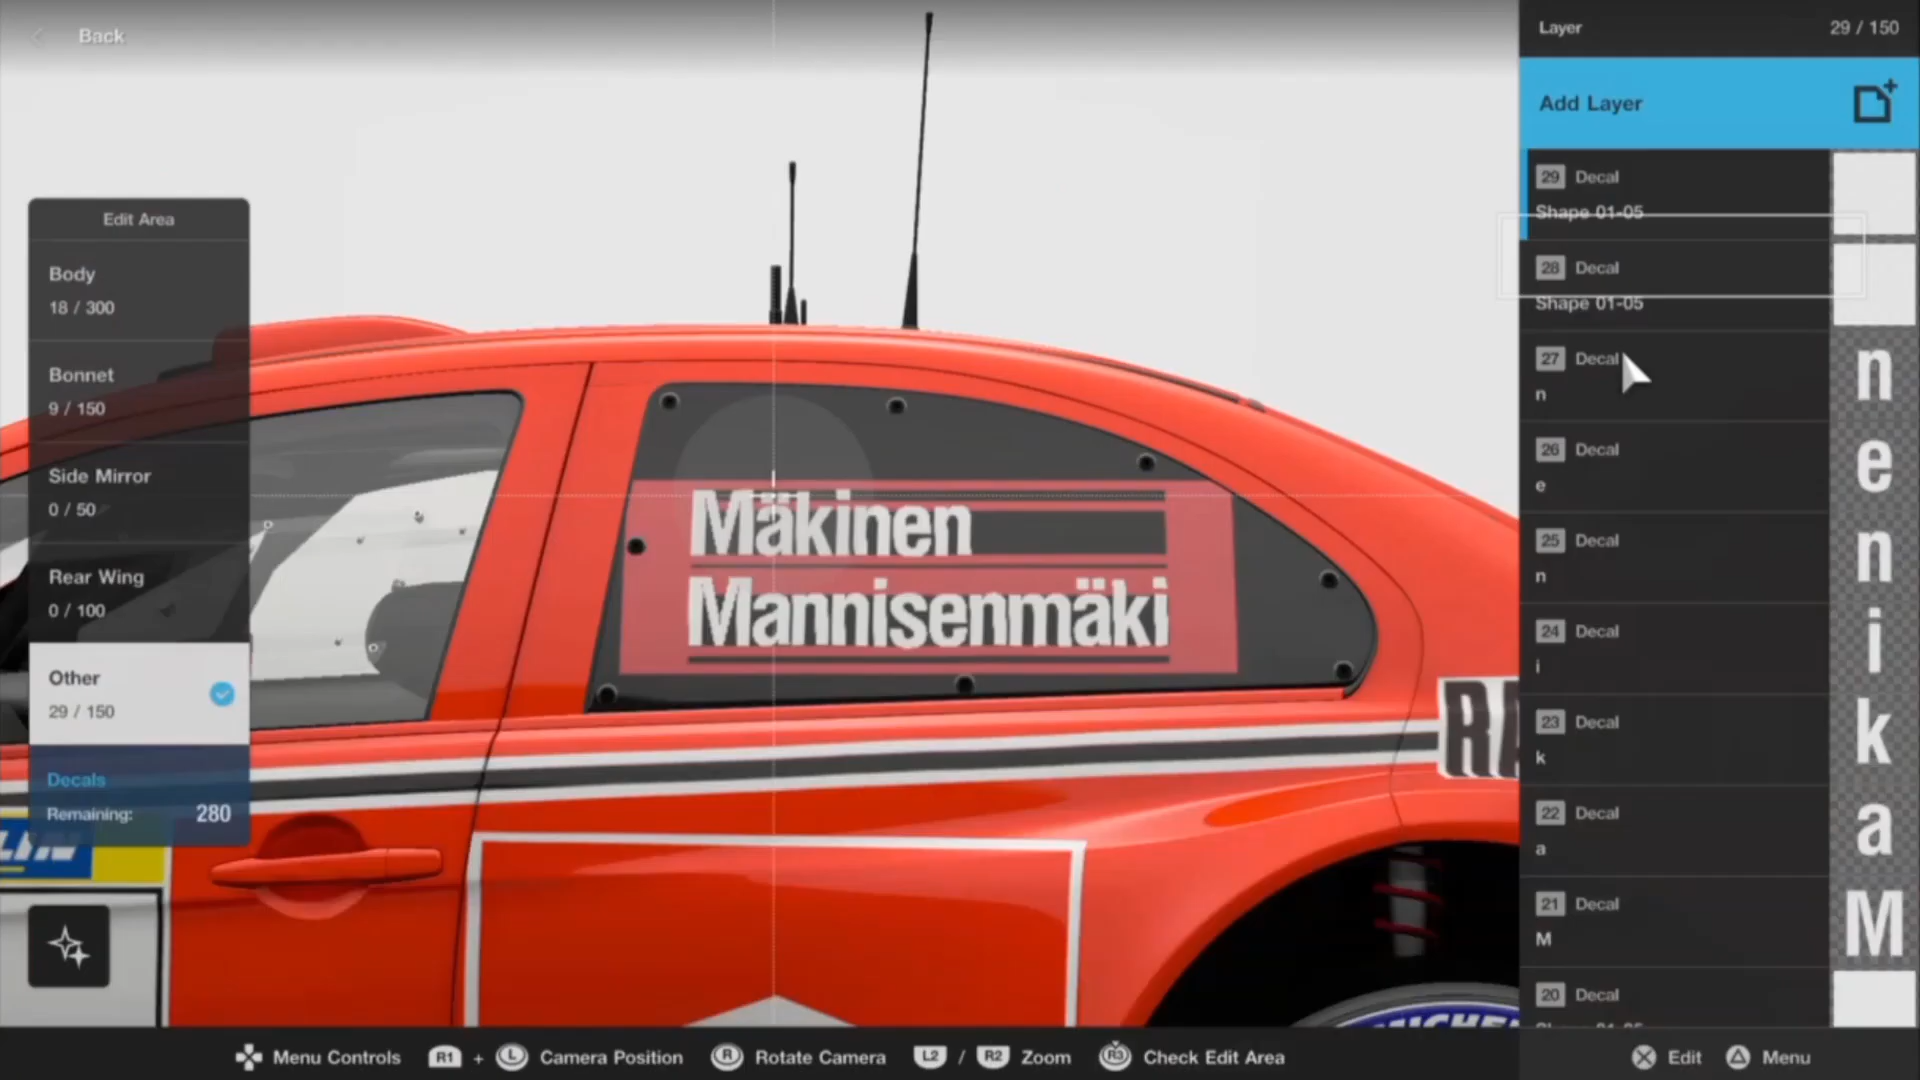 Back
Layer 29 / 150
Add Layer
29 Decal
Shape 01-05
28 Decal
Shape 01-05
27 Decal
n
26 Decal
e
25 Decal
n
24 Decal
i
23 Decal
k
22 Decal
a
21 Decal
M
20 Decal
n
e
n
i
k
a
M
Edit Area
Body
18 / 300
Bonnet
9 / 150
Side Mirror
0 / 50
Rear Wing
0 / 100
Other
29 / 150
Decals
Remaining: 280
Mäkinen
Mannisenmäki
Menu Controls R1 + L Camera Position R Rotate Camera L2 / R2 Zoom R3 Check Edit Area Edit Menu